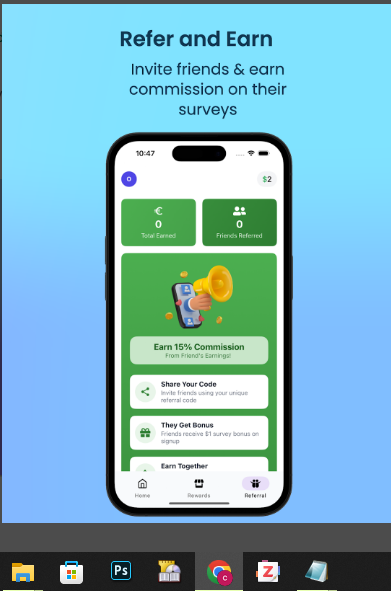 Refer and Earn
Invite friends & earn
commission on their
surveys
10:47
O
$2
€
0
Total Earned
0
Friends Referred
Earn 15% Commission
From Friend's Earnings!
Share Your Code
Invite friends using your unique
referral code
They Get Bonus
Friends receive $1 survey bonus on
signup
Earn Together
Home
Rewards
Referral
Ps
C
Z